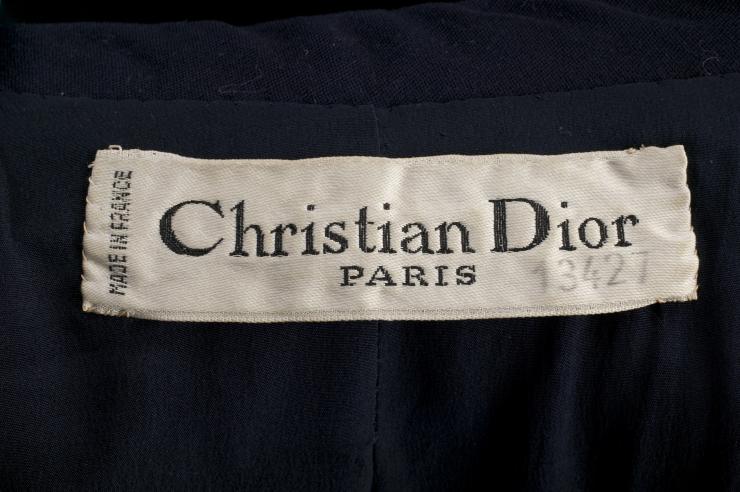 MADE IN FRANCE
Christian Dior
PARIS
13427